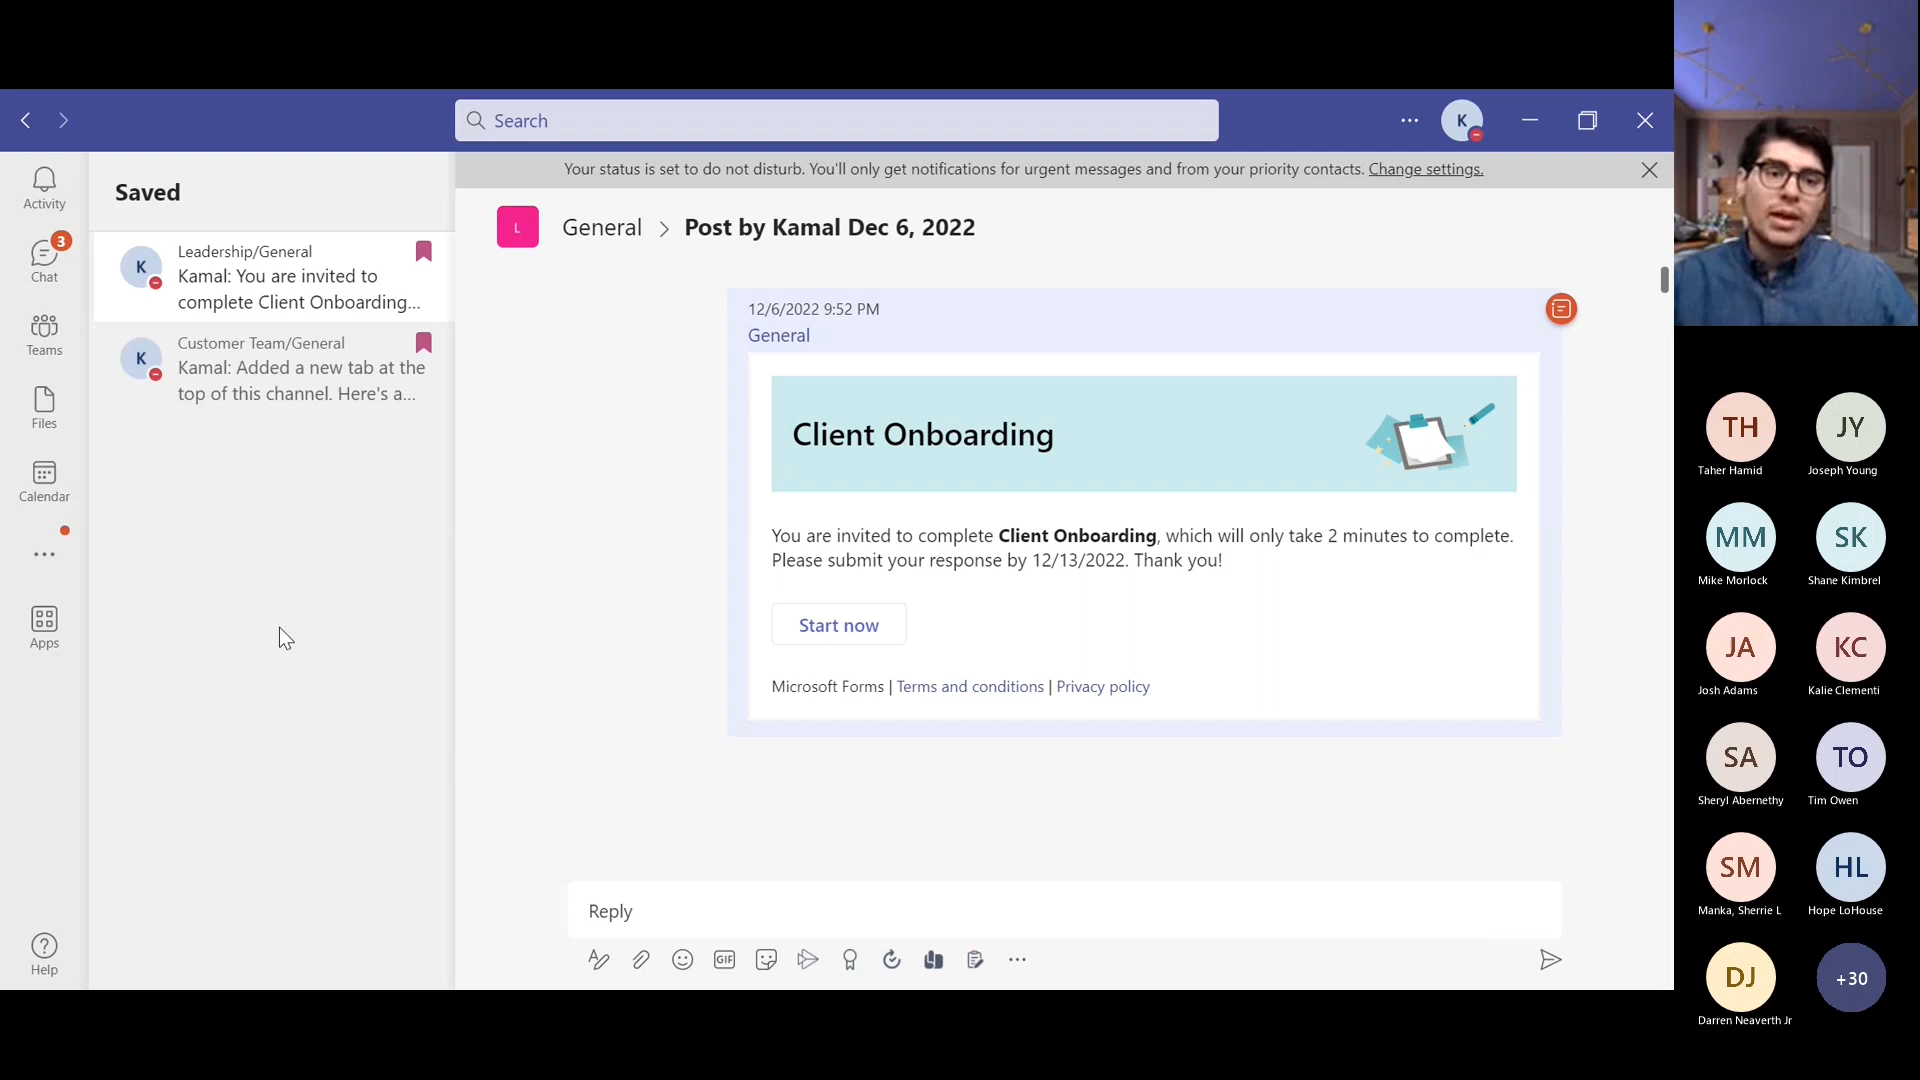 Search
K
Activity
3
Chat
Teams
Files
Calendar
Apps
Help
Saved
K
Leadership/General
Kamal: You are invited to
complete Client Onboarding...
K
Customer Team/General
Kamal: Added a new tab at the
top of this channel. Here's a...
Your status is set to do not disturb. You'll only get notifications for urgent messages and from your priority contacts. Change settings.
L
General > Post by Kamal Dec 6, 2022
12/6/2022 9:52 PM
General
Client Onboarding
You are invited to complete Client Onboarding, which will only take 2 minutes to complete.
Please submit your response by 12/13/2022. Thank you!
Start now
Microsoft Forms | Terms and conditions | Privacy policy
Reply
GIF
TH
Taher Hamid
JY
Joseph Young
MM
Mike Morlock
SK
Shane Kimbrel
JA
Josh Adams
KC
Kalie Clementi
SA
Sheryl Abernethy
TO
Tim Owen
SM
Manka, Sherrie L
HL
Hope LoHouse
DJ
Darren Neaverth Jr
+30